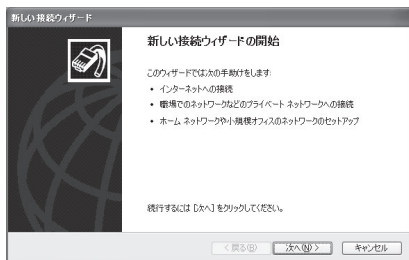 新しい接続ウィザード
新しい接続ウィザードの開始
このウィザードでは次の手助けをします:
• インターネットへの接続
• 職場でのネットワークなどのプライベート ネットワークへの接続
• ホーム ネットワークや小規模オフィスのネットワークのセットアップ
続行するには [次へ] をクリックしてください。
< 戻る(B)
次へ(N) >
キャンセル